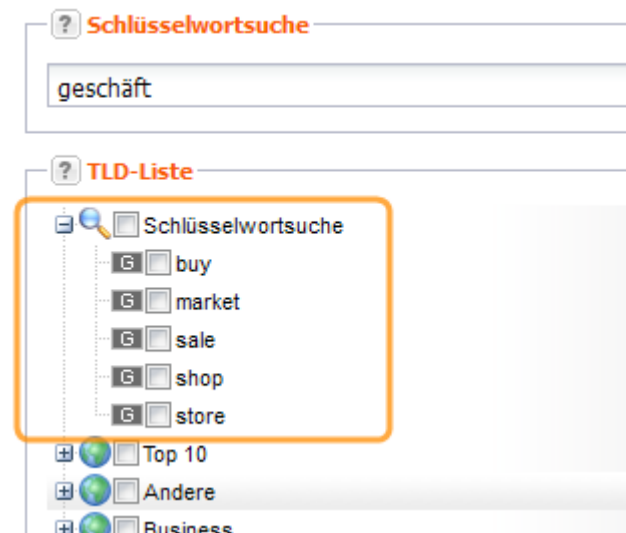 ? Schlüsselwortsuche
geschäft
? TLD-Liste
Schlüsselwortsuche
G buy
G market
G sale
G shop
G store
Top 10
Andere
Business